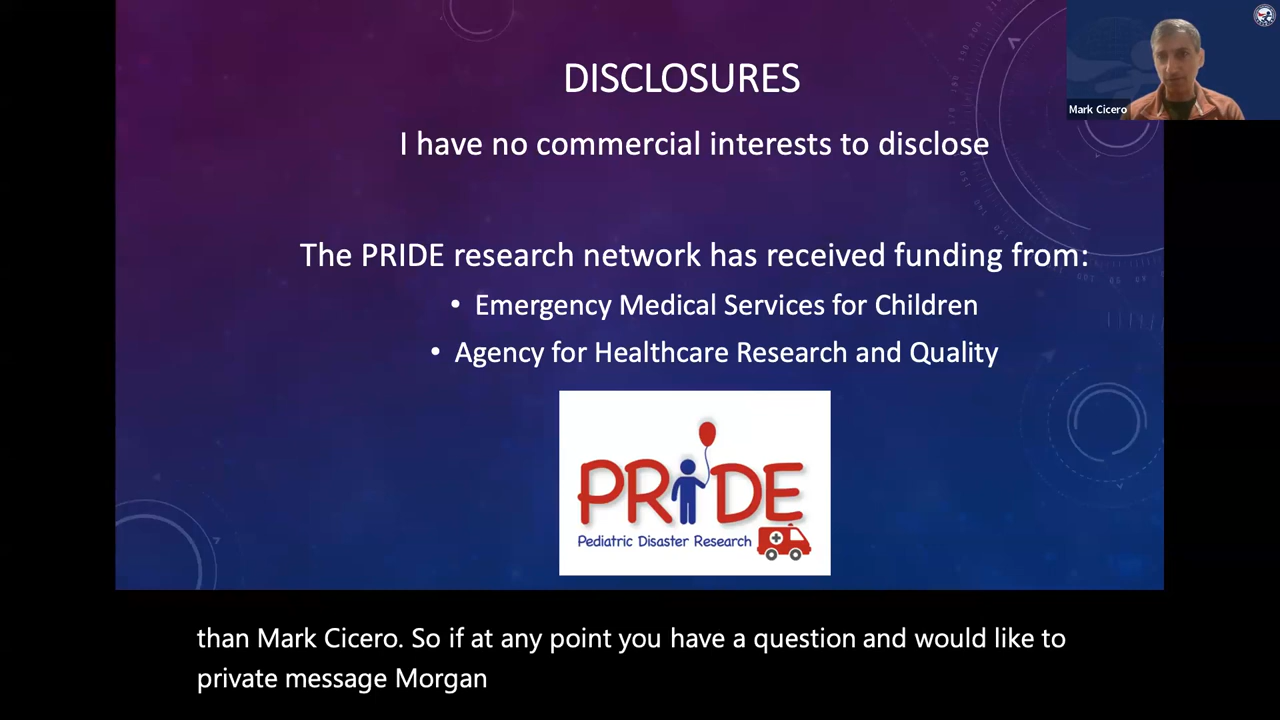 DISCLOSURES
I have no commercial interests to disclose
Mark Cicero
The PRIDE research network has received funding from:
• Emergency Medical Services for Children
• Agency for Healthcare Research and Quality
PRIDE
Pediatric Disaster Research
than Mark Cicero. So if at any point you have a question and would like to
private message Morgan